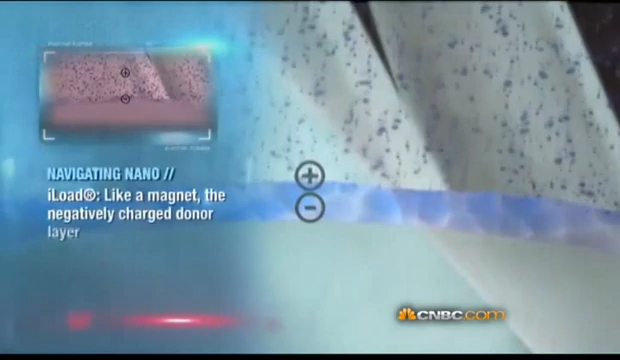 NAVIGATING NANO //
iLoad®: Like a magnet, the
negatively charged donor
layer
+
−
CNBC.com